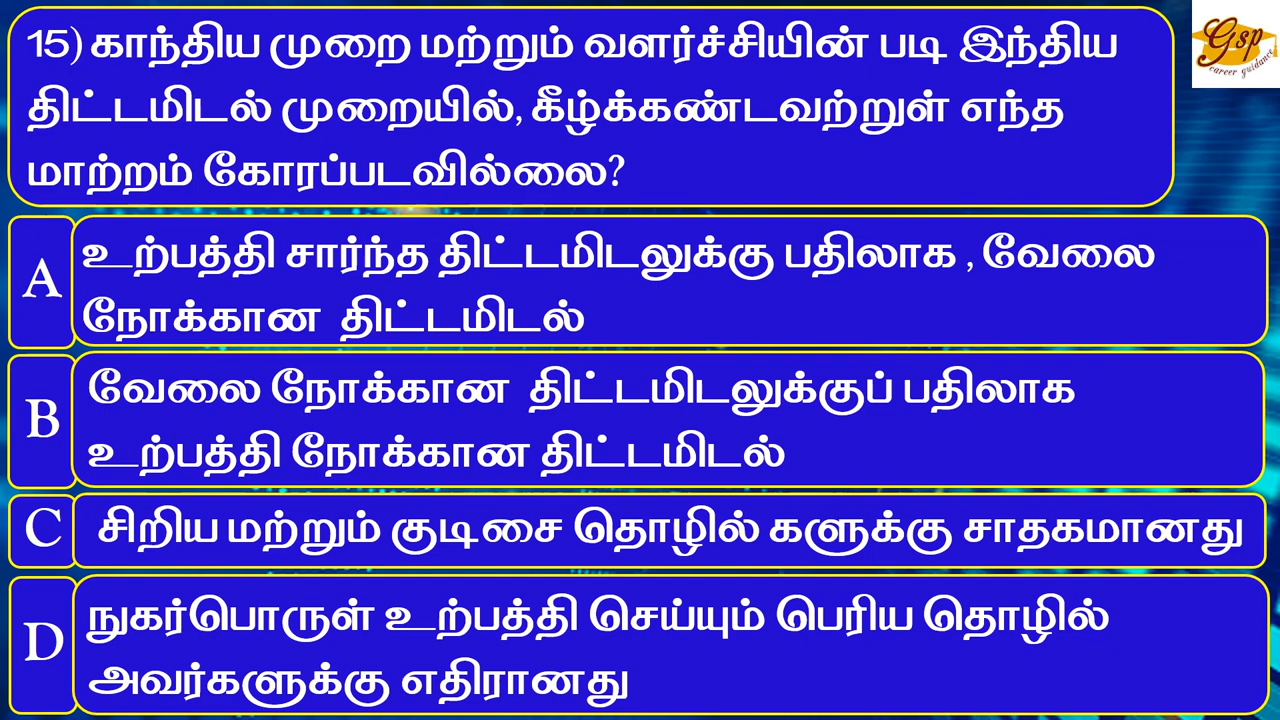 15) காந்திய முறை மற்றும் வளர்ச்சியின் படி இந்திய
திட்டமிடல் முறையில், கீழ்க்கண்டவற்றுள் எந்த
மாற்றம் கோரப்படவில்லை?
Gsp
career guidance
A
உற்பத்தி சார்ந்த திட்டமிடலுக்கு பதிலாக , வேலை
நோக்கான திட்டமிடல்
B
வேலை நோக்கான திட்டமிடலுக்குப் பதிலாக
உற்பத்தி நோக்கான திட்டமிடல்
C
சிறிய மற்றும் குடிசை தொழில் களுக்கு சாதகமானது
D
நுகர்பொருள் உற்பத்தி செய்யும் பெரிய தொழில்
அவர்களுக்கு எதிரானது